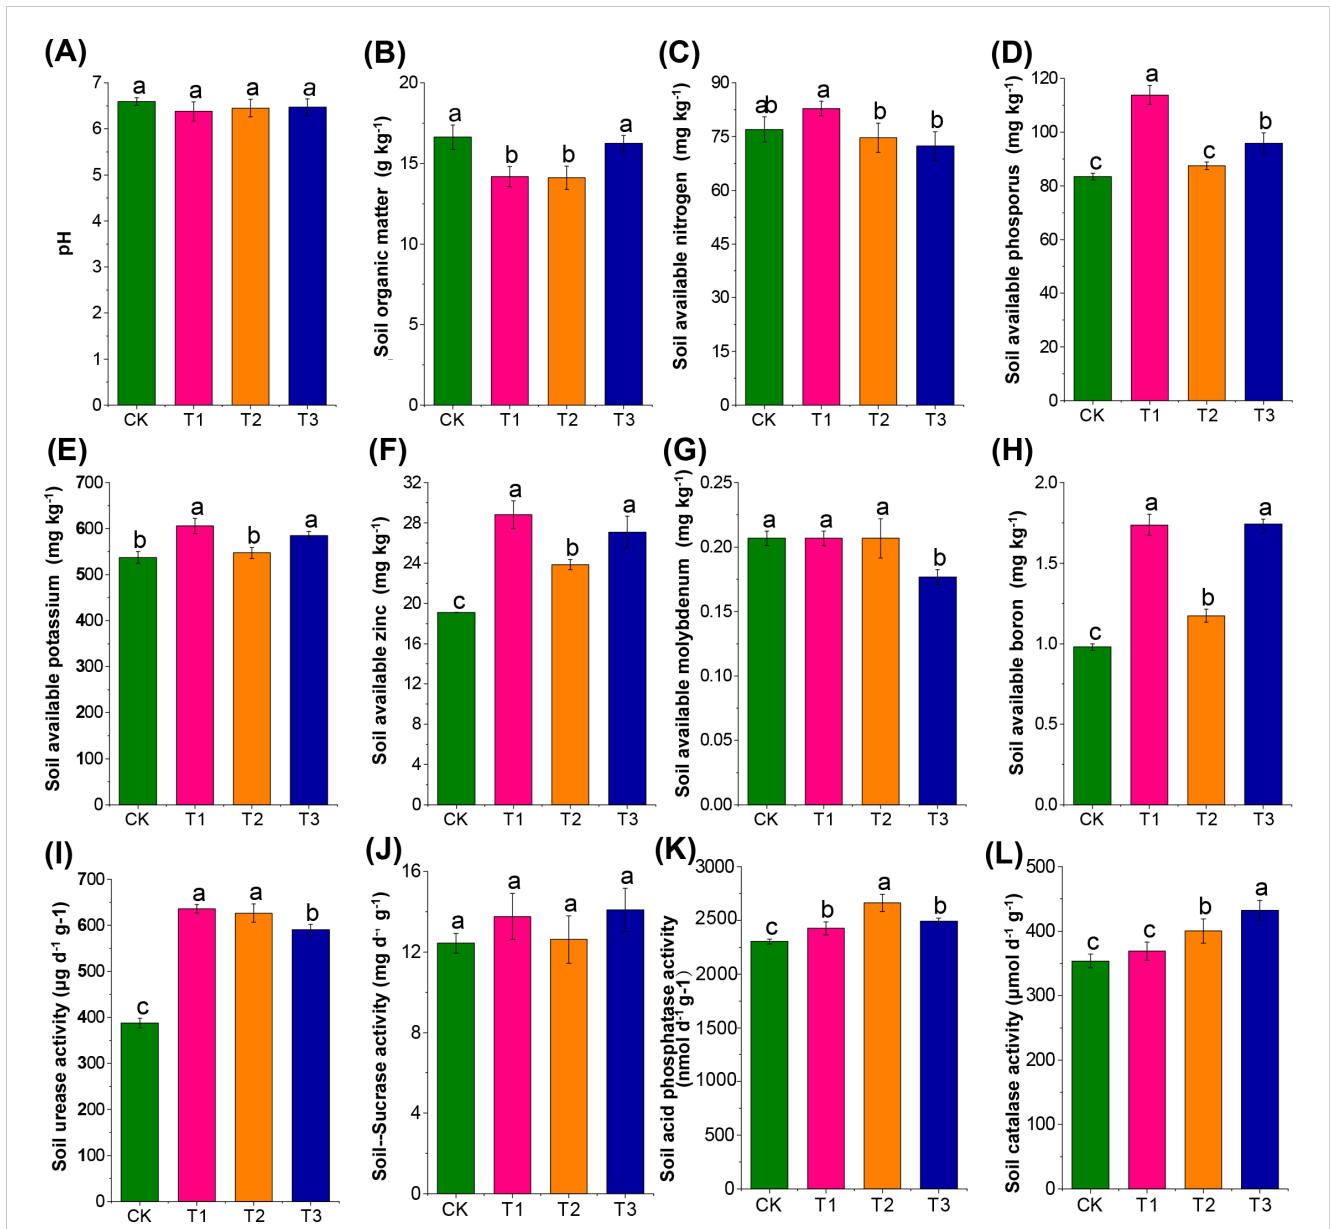 (A)
pH
7
6
5
4
3
2
1
0
a
a
a
a
CK
T1
T2
T3
(B)
Soil organic matter (g kg⁻¹)
20
15
10
5
0
a
b
b
a
CK
T1
T2
T3
(C)
Soil available nitrogen (mg kg⁻¹)
90
75
60
45
30
15
0
ab
a
b
b
CK
T1
T2
T3
(D)
Soil available phosporus (mg kg⁻¹)
120
100
80
60
40
20
0
c
a
c
b
CK
T1
T2
T3
(E)
Soil available potassium (mg kg⁻¹)
700
600
500
400
300
200
100
0
b
a
b
a
CK
T1
T2
T3
(F)
Soil available zinc (mg kg⁻¹)
32
28
24
20
16
12
8
4
0
c
a
b
a
CK
T1
T2
T3
(G)
Soil available molybdenum (mg kg⁻¹)
0.25
0.20
0.15
0.10
0.05
0.00
a
a
a
b
CK
T1
T2
T3
(H)
Soil available boron (mg kg⁻¹)
2.0
1.5
1.0
0.5
0.0
c
a
b
a
CK
T1
T2
T3
(I)
Soil urease activity (μg d⁻¹ g-1)
700
600
500
400
300
200
100
0
c
a
a
b
CK
T1
T2
T3
(J)
Soil--Sucrase activity (mg d⁻¹ g⁻¹)
16
12
8
4
0
a
a
a
a
CK
T1
T2
T3
(K)
Soil acid phosphatase activity
(nmol d⁻¹ g-1)
3000
2500
2000
1500
1000
500
0
c
b
a
b
CK
T1
T2
T3
(L)
Soil catalase activity (μmol d⁻¹ g⁻¹)
500
400
300
200
100
0
c
c
b
a
CK
T1
T2
T3